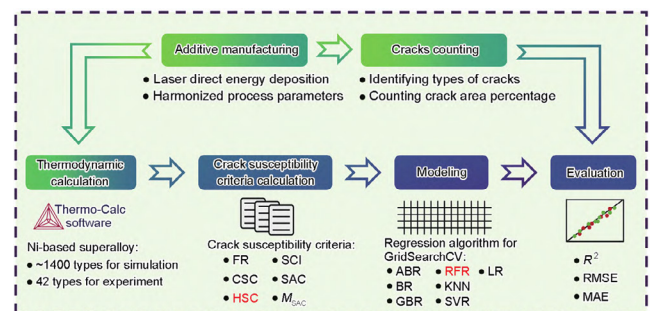 Additive manufacturing
Cracks counting
● Laser direct energy deposition
● Harmonized process parameters
● Identifying types of cracks
● Counting crack area percentage
Thermodynamic
calculation
Crack susceptibility
criteria calculation
Modeling
Evaluation
Thermo-Calc
software
Ni-based superalloy:
● ~1400 types for simulation
● 42 types for experiment
Crack susceptibility criteria:
● FR ● SCI
● CSC ● SAC
● HSC ● M_SAC
Regression algorithm for
GridSearchCV:
● ABR ● RFR ● LR
● BR ● KNN
● GBR ● SVR
● R²
● RMSE
● MAE